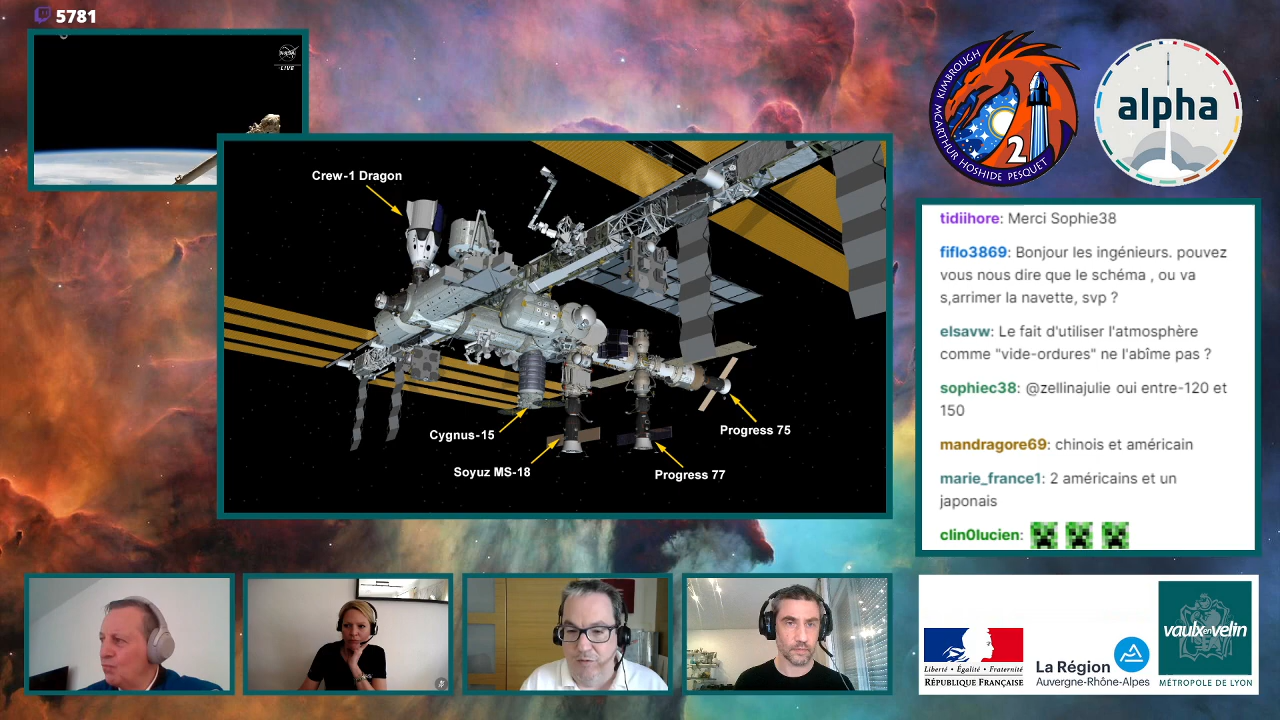 5781
NASA
LIVE
KIMBROUGH
MCARTHUR HOSHIDE PESQUET
2
alpha
Crew-1 Dragon
Cygnus-15
Soyuz MS-18
Progress 75
Progress 77
tidiihore: Merci Sophie38
fiflo3869: Bonjour les ingénieurs. pouvez
vous nous dire que le schéma , ou va
s,arrimer la navette, svp ?
elsavw: Le fait d'utiliser l'atmosphère
comme "vide-ordures" ne l'abîme pas ?
sophiec38: @zellinajulie oui entre-120 et
150
mandragore69: chinois et américain
marie_france1: 2 américains et un
japonais
clin0lucien:
Liberté • Égalité • Fraternité
RÉPUBLIQUE FRANÇAISE
La Région
Auvergne-Rhône-Alpes
vaulx en velin
MÉTROPOLE DE LYON